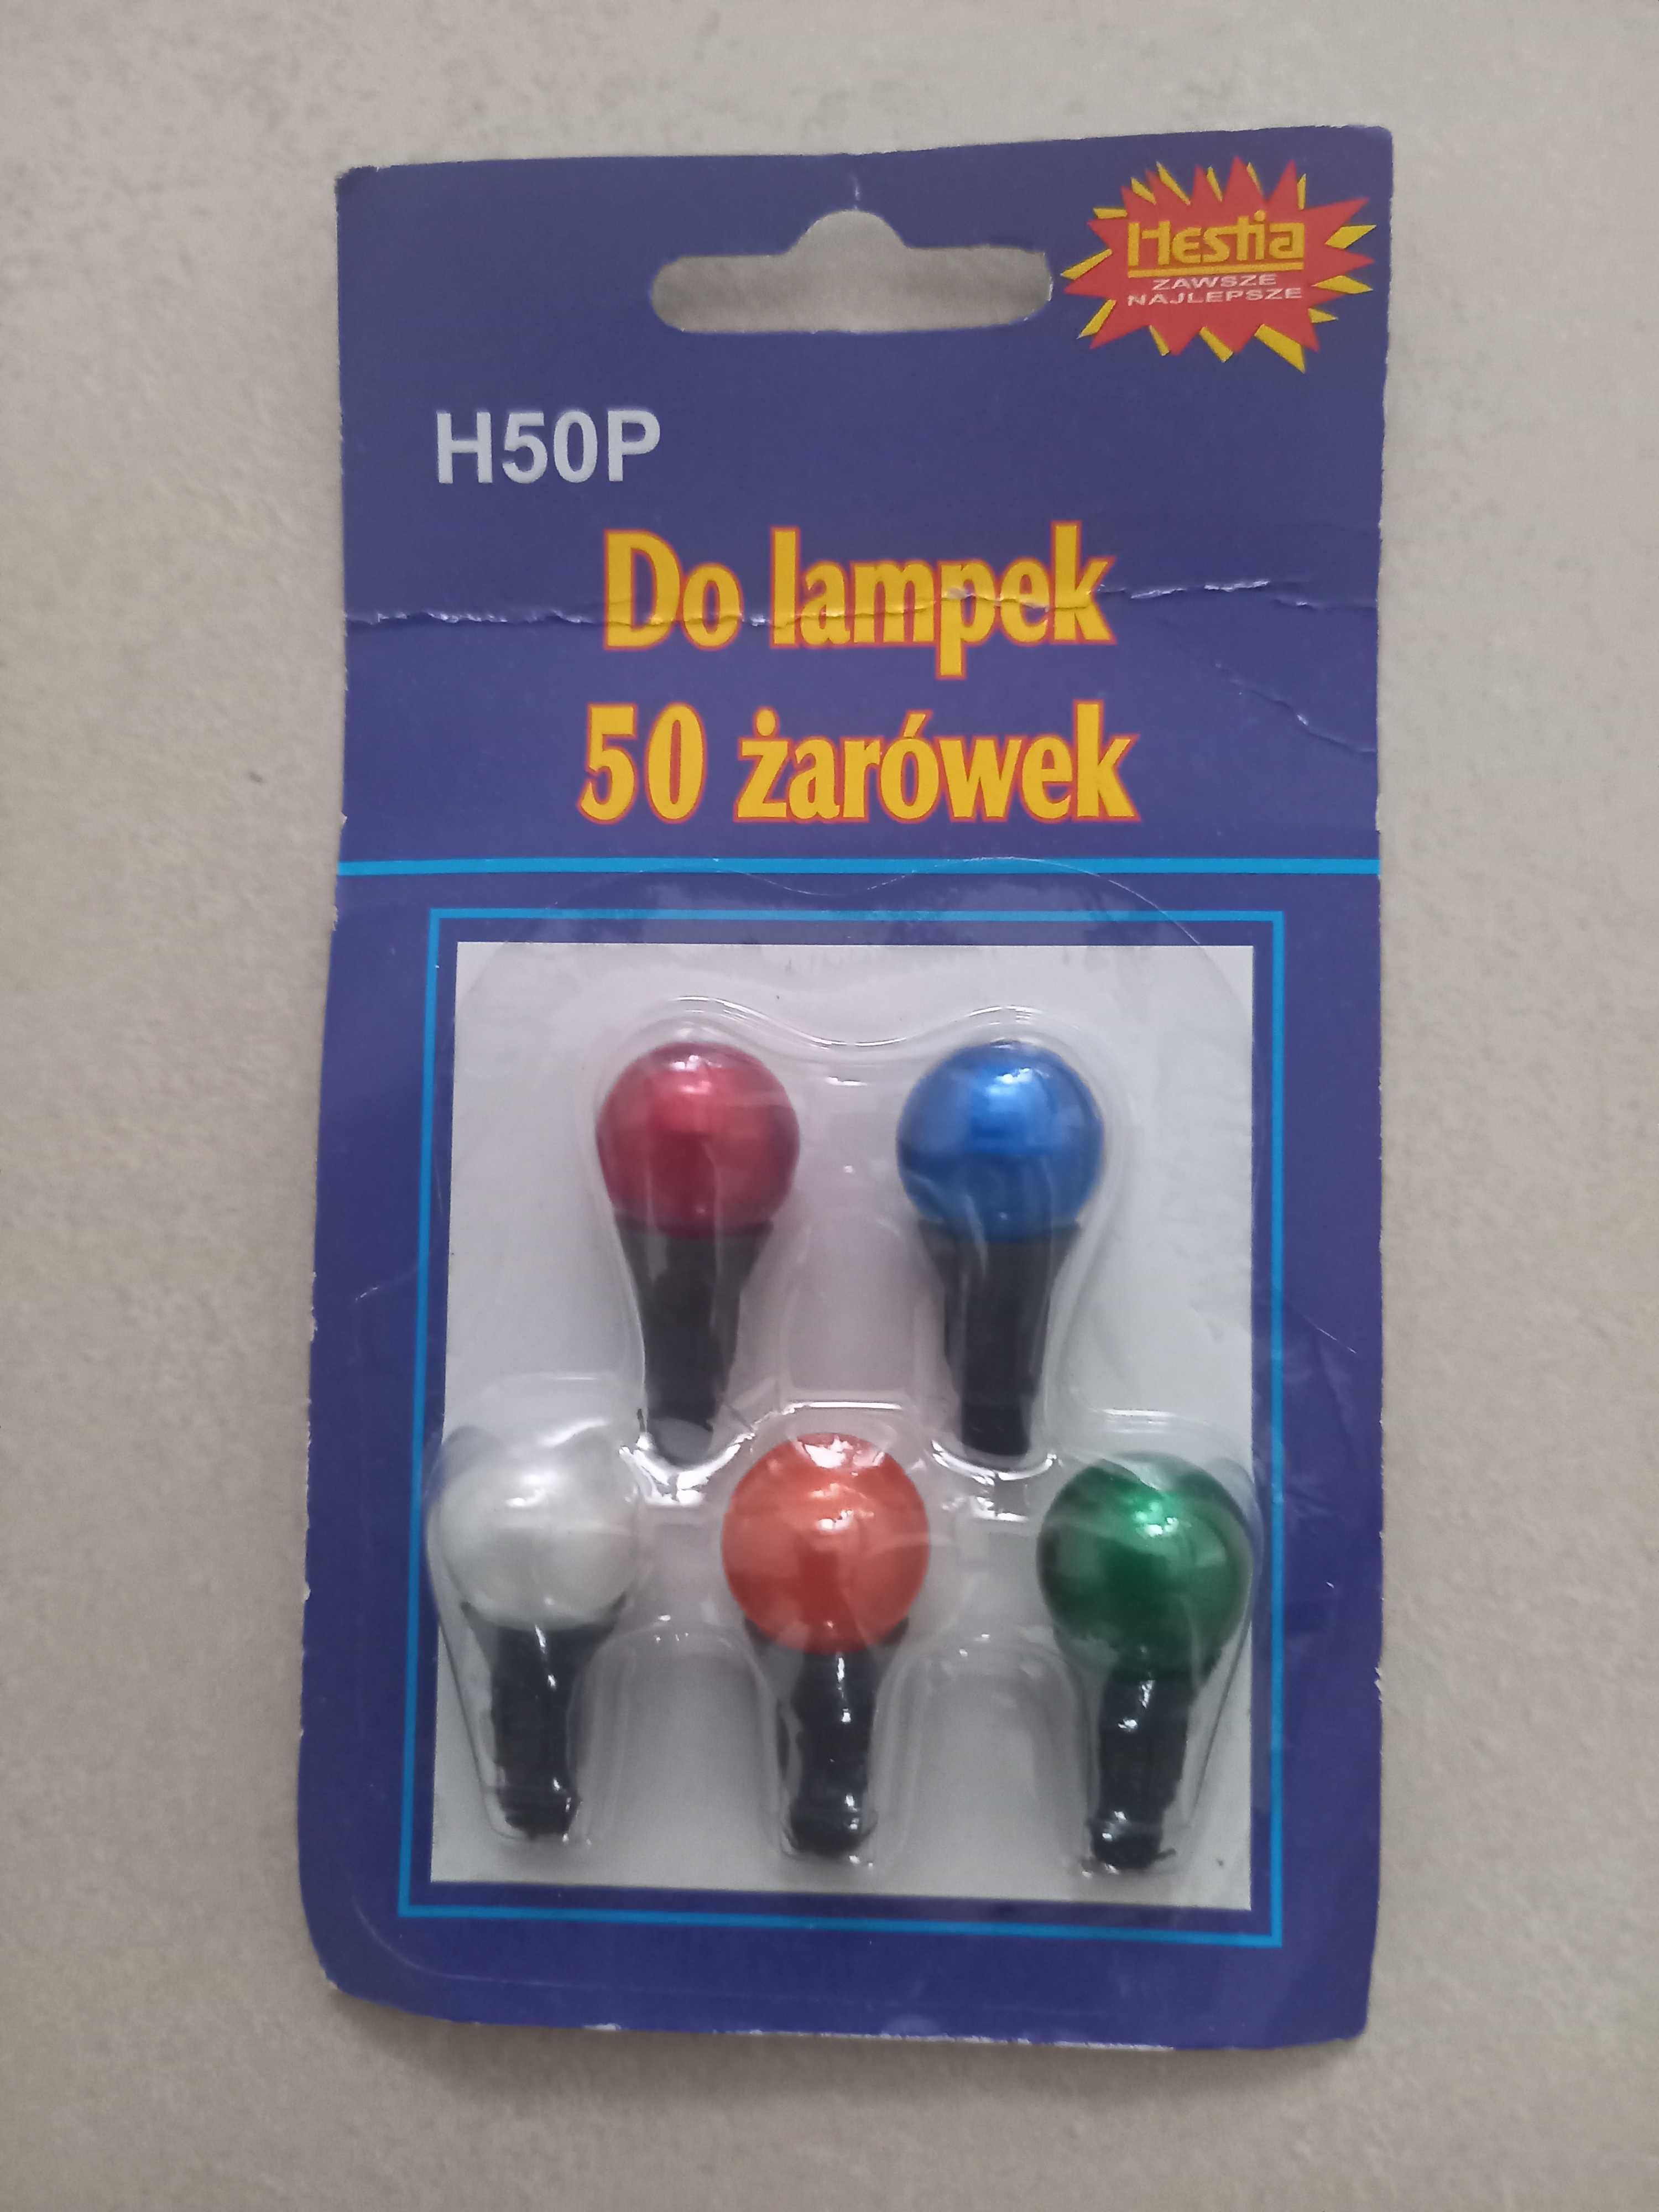 Hestia
ZAWSZE
NAJLEPSZE
H50P
Do lampek
50 żarówek